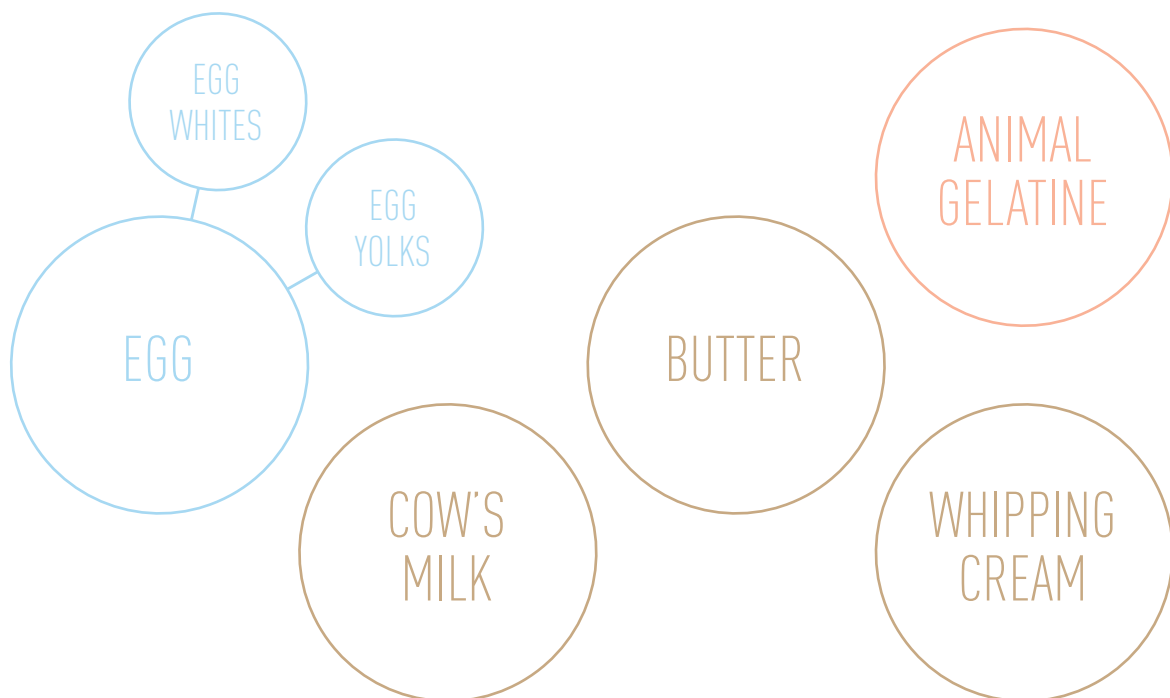 EGG
WHITES
EGG
YOLKS
EGG
COW'S
MILK
BUTTER
ANIMAL
GELATINE
WHIPPING
CREAM